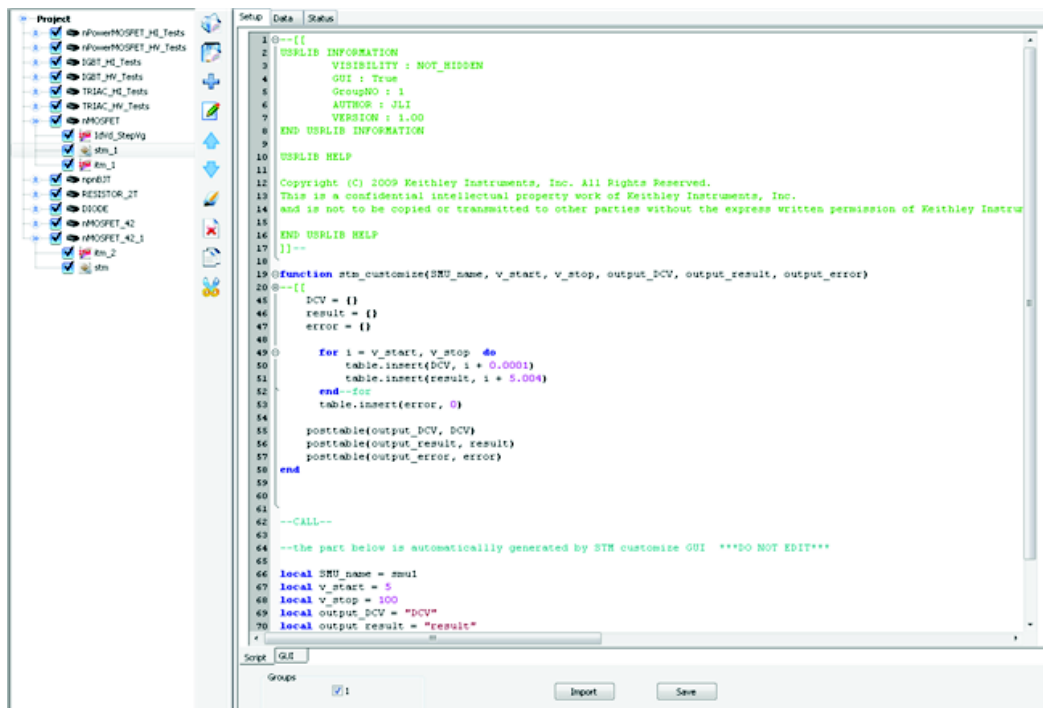 Project
nPowerMOSFET_HI_Tests
nPowerMOSFET_HV_Tests
IGBT_HI_Tests
IGBT_HV_Tests
TRIAC_HI_Tests
TRIAC_HV_Tests
nMOSFET
IdVd_StepVg
stm_1
itm_1
npnBJT
RESISTOR_2T
DIODE
nMOSFET_42
nMOSFET_42_1
itm_2
stm
Setup Data Status
1 --[[
2 USRLIB INFORMATION
3 VISIBILITY : NOT_HIDDEN
4 GUI : True
5 GroupNO : 1
6 AUTHOR : JLI
7 VERSION : 1.00
8 END USRLIB INFORMATION
9
10 USRLIB HELP
11
12 Copyright (C) 2009 Keithley Instruments, Inc. All Rights Reserved.
13 This is a confidential intellectual property work of Keithley Instruments, Inc.
14 and is not to be copied or transmitted to other parties without the express written permission of Keithley Instrum
15
16 END USRLIB HELP
17 ]]--
18
19 function stm_customize(SMU_name, v_start, v_stop, output_DCV, output_result, output_error)
20 --[[
45 DCV = {}
46 result = {}
47 error = {}
48
49 for i = v_start, v_stop do
50 table.insert(DCV, i + 0.0001)
51 table.insert(result, i + 5.004)
52 end--for
53 table.insert(error, 0)
54
55 posttable(output_DCV, DCV)
56 posttable(output_result, result)
57 posttable(output_error, error)
58 end
59
60
61
62 --CALL--
63
64 --the part below is automaticallly generated by STM customize GUI ***DO NOT EDIT***
65
66 local SMU_name = smu1
67 local v_start = 5
68 local v_stop = 100
69 local output_DCV = "DCV"
70 local output_result = "result"
Script GUI
Groups
1
Import Save